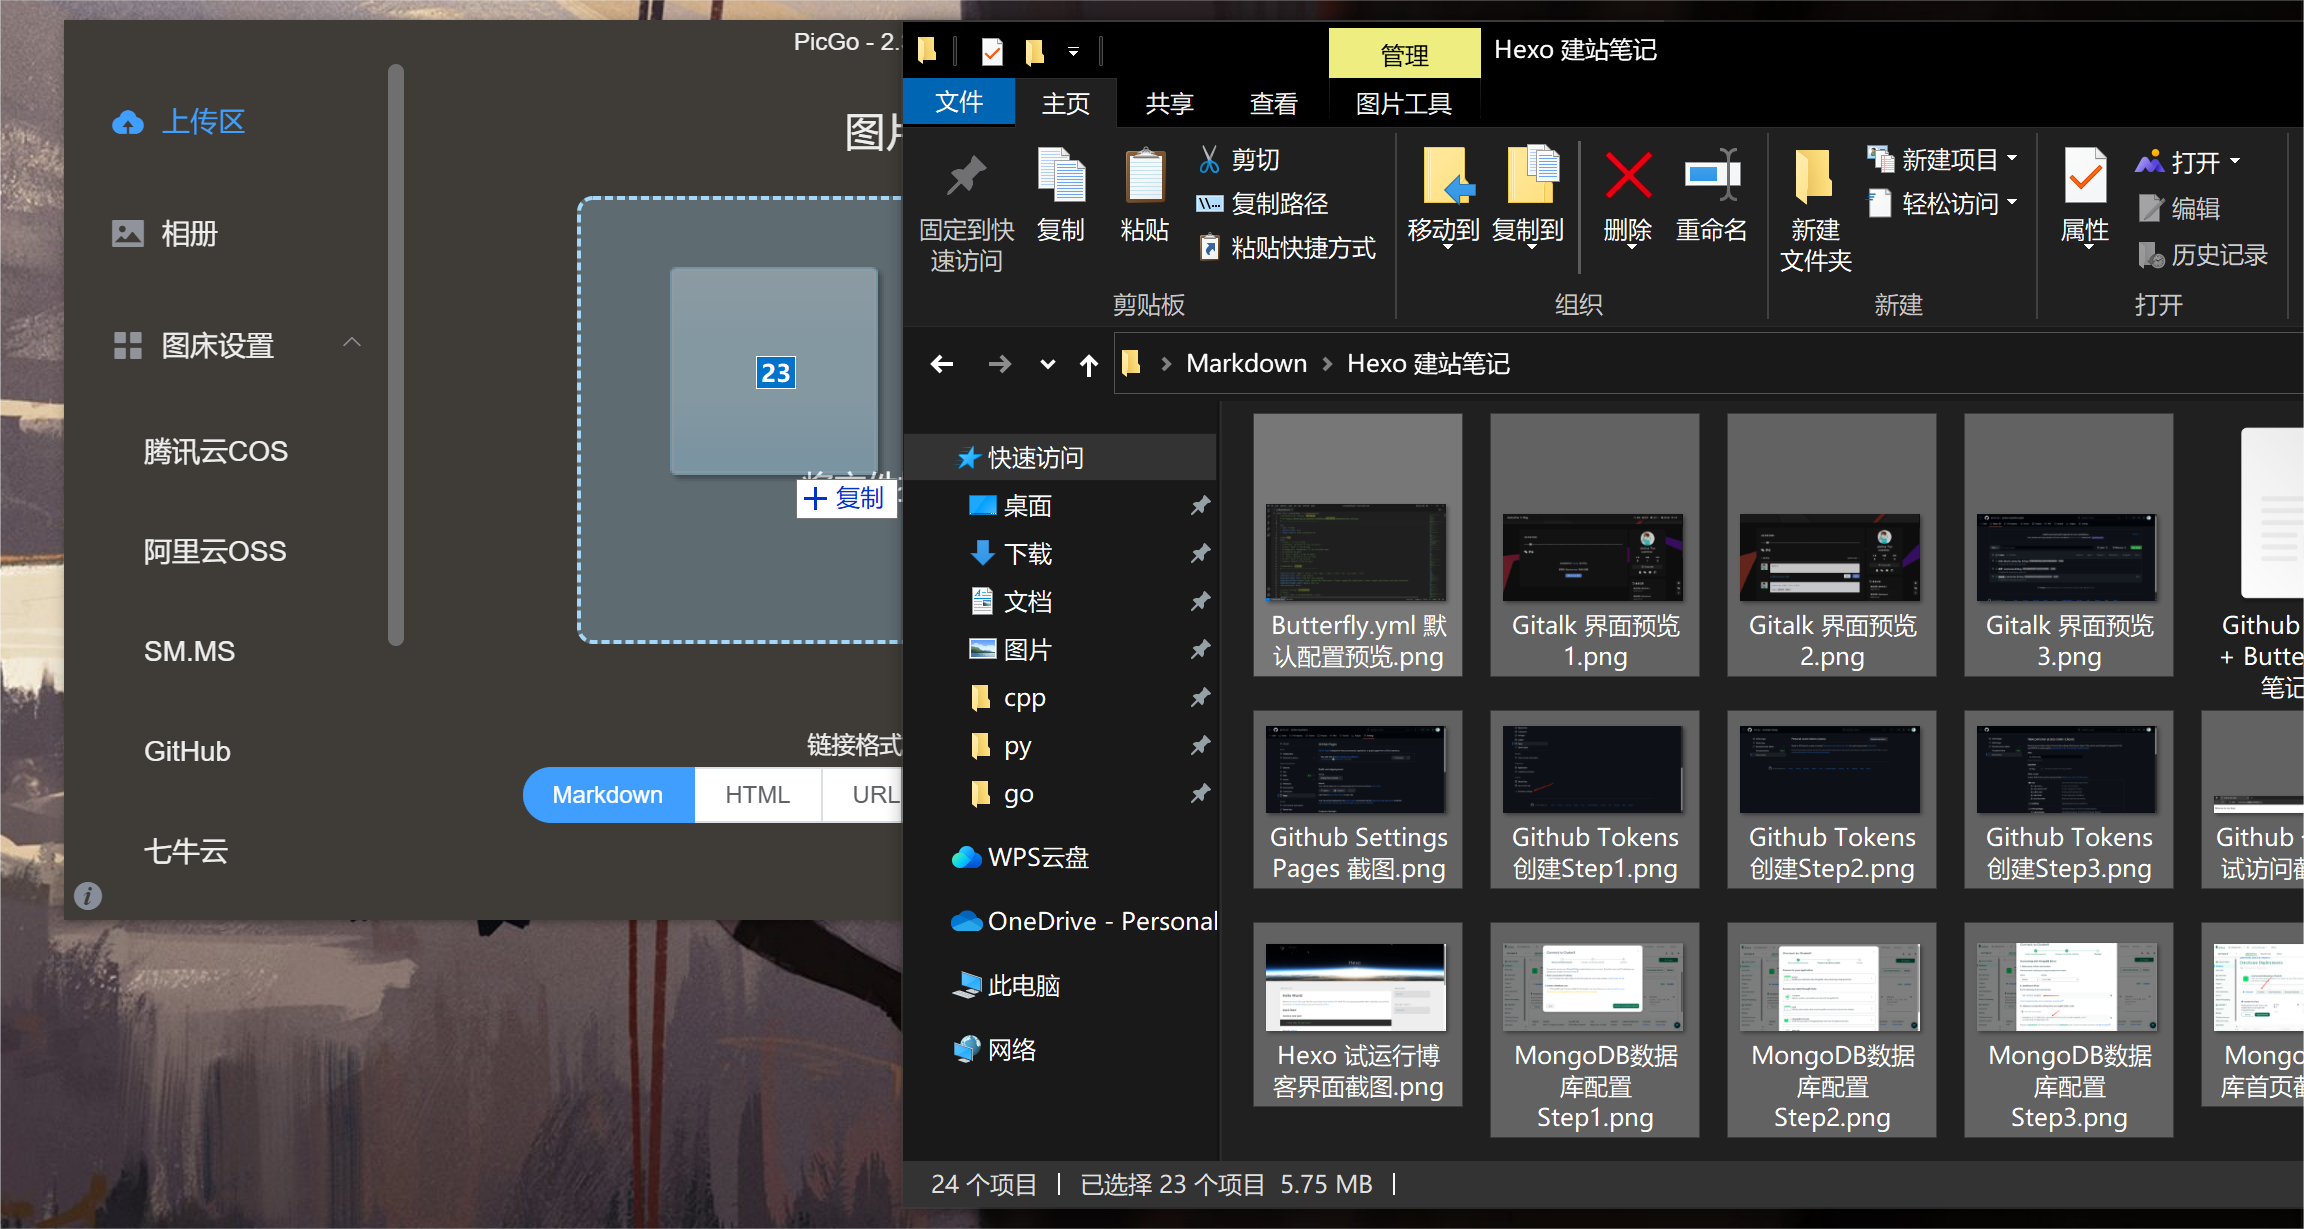 PicGo - 2.
上传区
相册
图床设置
腾讯云COS
阿里云OSS
SM.MS
GitHub
七牛云
图片
23
复制
链接格式
Markdown
HTML
URL
管理
Hexo 建站笔记
文件
主页
共享
查看
图片工具
固定到快
速访问
复制
粘贴
剪切
复制路径
粘贴快捷方式
剪贴板
移动到
复制到
删除
重命名
组织
新建
文件夹
新建项目
轻松访问
新建
属性
打开
编辑
历史记录
打开
Markdown
Hexo 建站笔记
快速访问
桌面
下载
文档
图片
cpp
py
go
WPS云盘
OneDrive - Personal
此电脑
网络
Butterfly.yml 默
认配置预览.png
Gitalk 界面预览
1.png
Gitalk 界面预览
2.png
Gitalk 界面预览
3.png
Github
+ Butte
笔记
Github Settings
Pages 截图.png
Github Tokens
创建Step1.png
Github Tokens
创建Step2.png
Github Tokens
创建Step3.png
Github
试访问截
Hexo 试运行博
客界面截图.png
MongoDB数据
库配置
Step1.png
MongoDB数据
库配置
Step2.png
MongoDB数据
库配置
Step3.png
Mongo
库首页截
24 个项目
已选择 23 个项目 5.75 MB